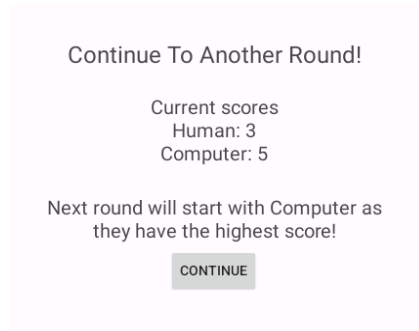 Continue To Another Round!
Current scores
Human: 3
Computer: 5
Next round will start with Computer as
they have the highest score!
CONTINUE